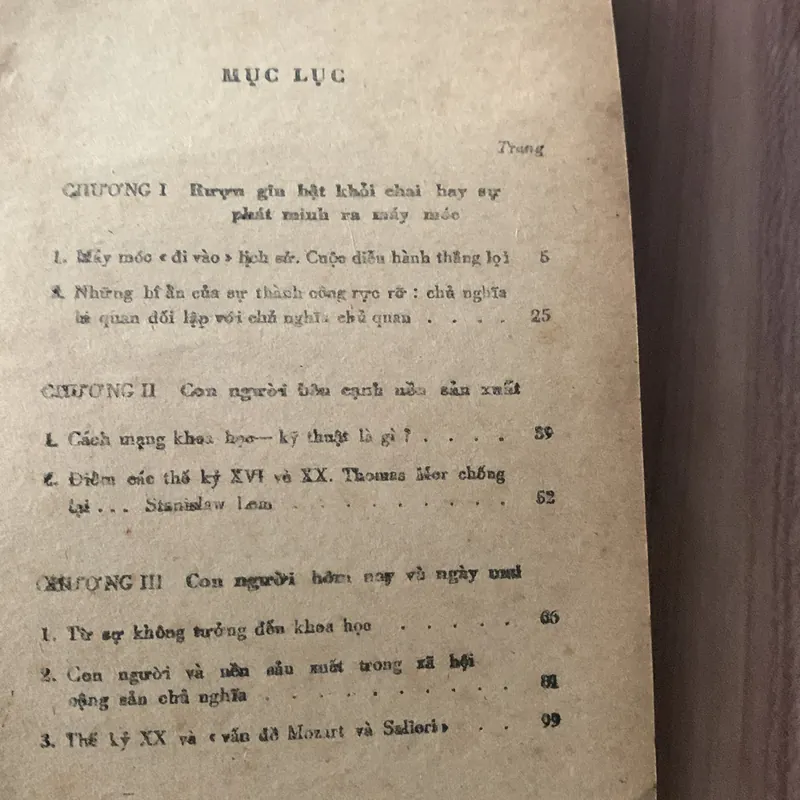 MỤC LỤC
Trang
CHƯƠNG I Rượu gin bật khỏi chai hay sự
phát minh ra máy móc
1. Máy móc « đi vào » lịch sử. Cuộc diễu hành thắng lợi 5
2. Những bí ẩn của sự thành công rực rỡ : chủ nghĩa
bi quan đối lập với chủ nghĩa chủ quan . . . . 25
CHƯƠNG II Con người bên cạnh nền sản xuất
1. Cách mạng khoa học — kỹ thuật là gì ? . . . . 39
2. Điểm các thế kỷ XVI và XX. Thomas Mor chống
lại . . . Stanislaw Lem . . . . . . . . . . 52
CHƯƠNG III Con người hôm nay và ngày mai
1. Từ sự không tưởng đến khoa học . . . . . 66
2. Con người và nền sản xuất trong xã hội
cộng sản chủ nghĩa . . . . . . . . . . 81
3. Thế kỷ XX và « vấn đề Mozart và Salieri » . . 99